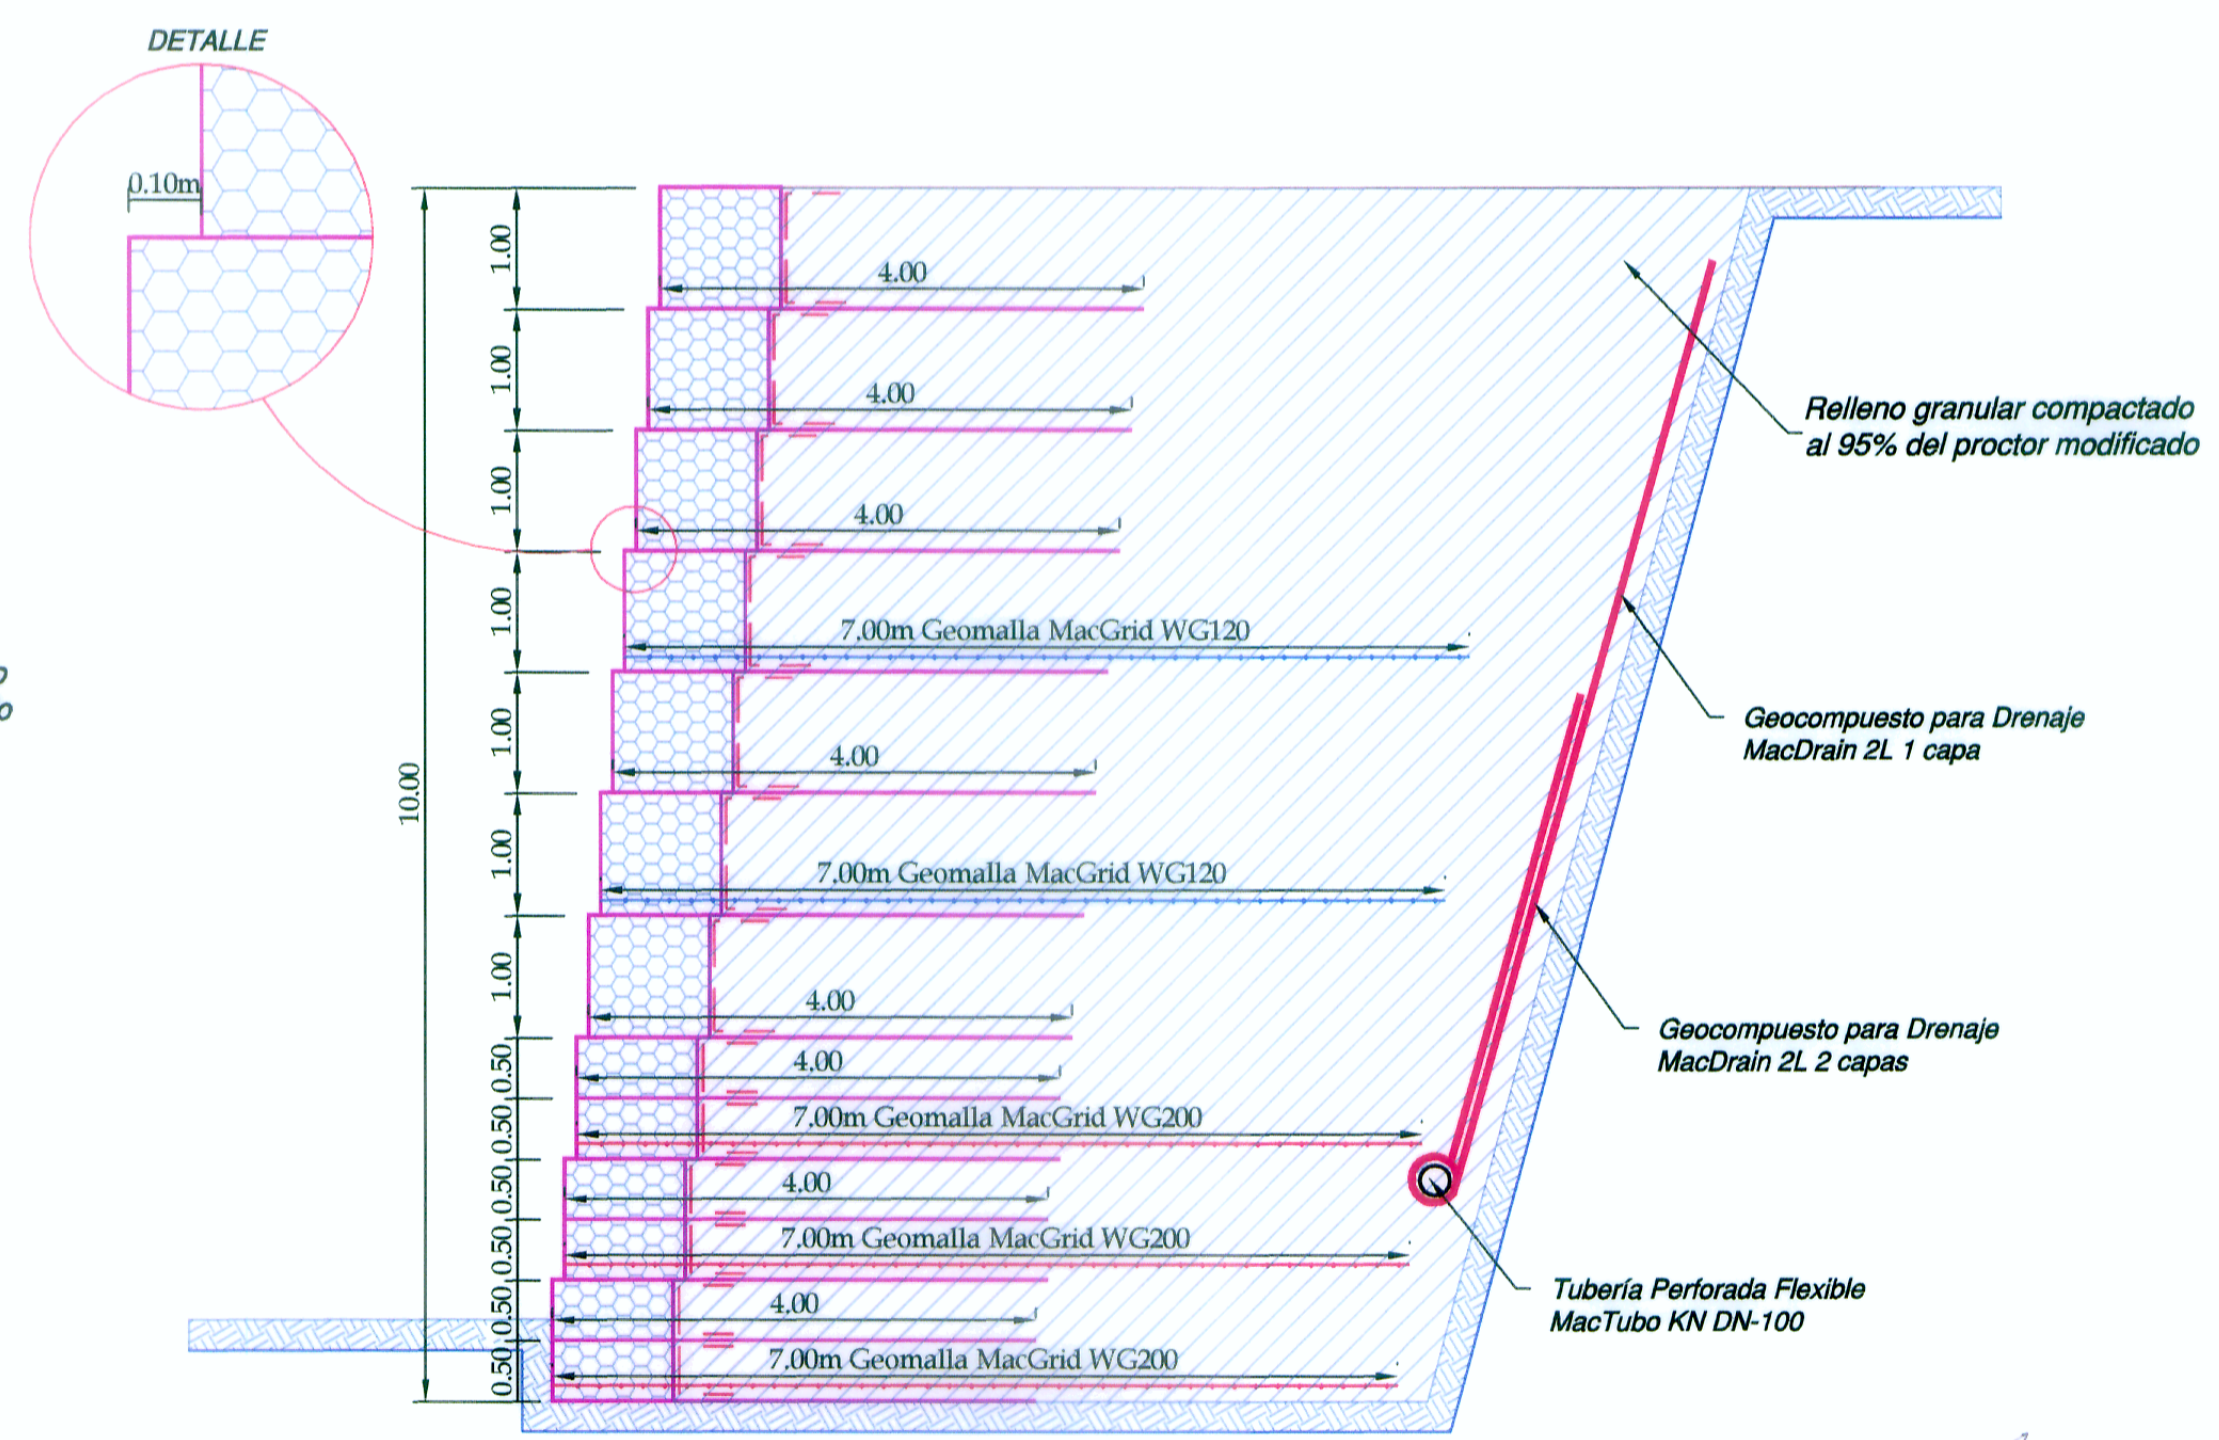 DETALLE
0.10m
10.00
1.00
1.00
1.00
1.00
1.00
1.00
1.00
0.50
0.50
0.50
0.50
0.50
0.50
4.00
4.00
4.00
7.00m Geomalla MacGrid WG120
4.00
7.00m Geomalla MacGrid WG120
4.00
4.00
7.00m Geomalla MacGrid WG200
4.00
7.00m Geomalla MacGrid WG200
4.00
7.00m Geomalla MacGrid WG200
Relleno granular compactado
al 95% del proctor modificado
Geocompuesto para Drenaje
MacDrain 2L 1 capa
Geocompuesto para Drenaje
MacDrain 2L 2 capas
Tubería Perforada Flexible
MacTubo KN DN-100